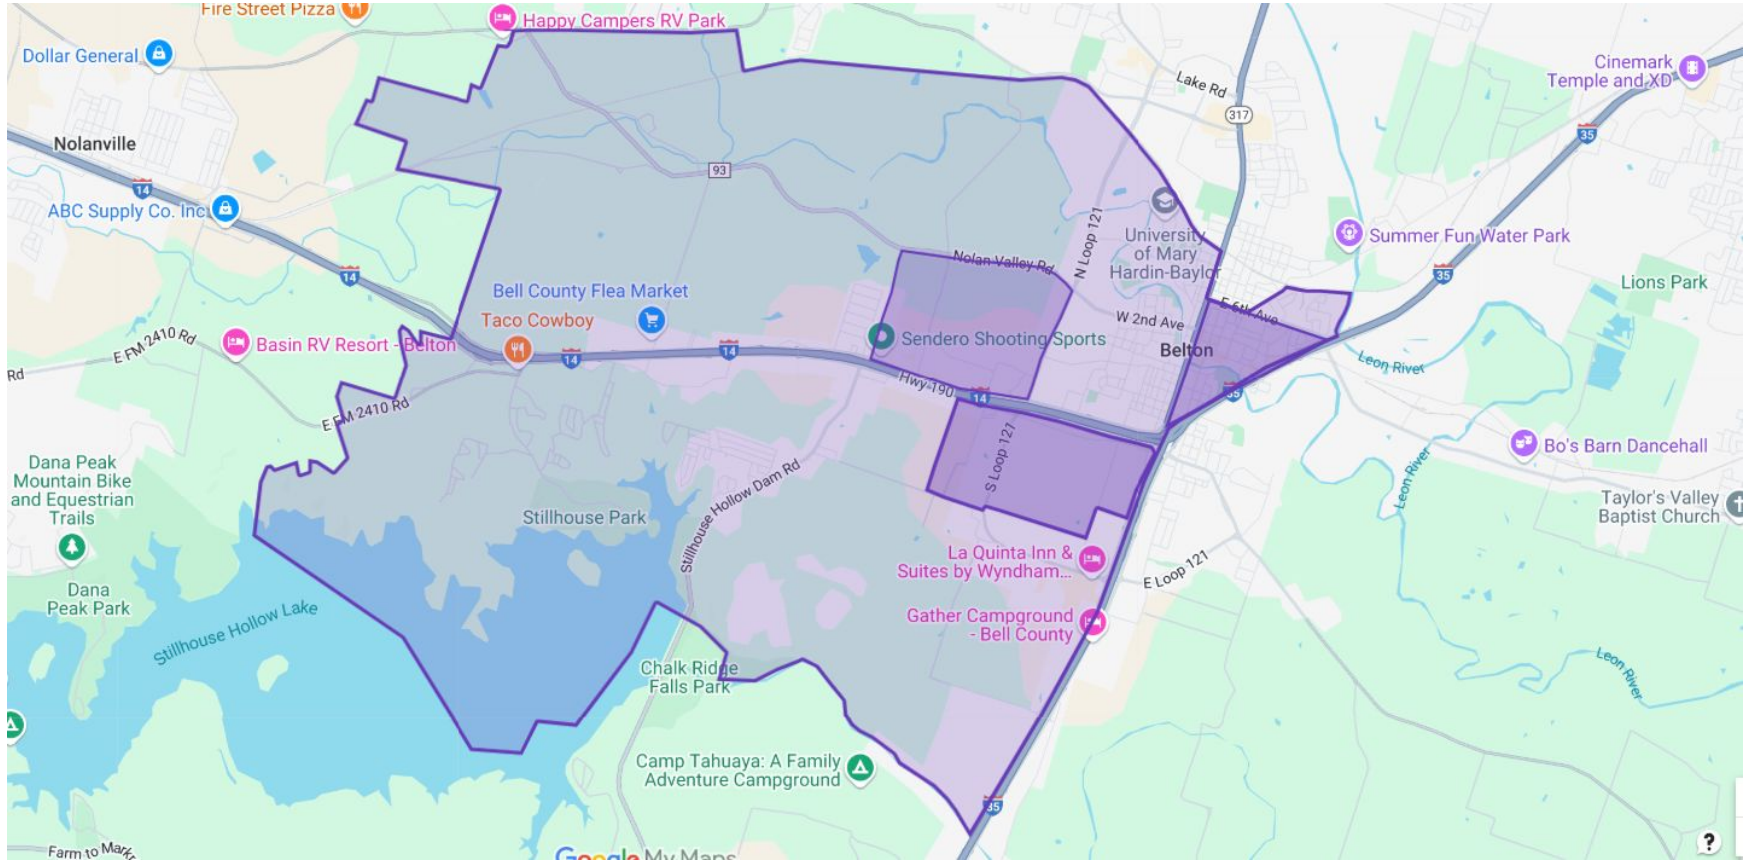 Fire Street Pizza
Happy Campers RV Park
Dollar General
Cinemark
Temple and XD
Lake Rd
317
35
Nolanville
14
93
ABC Supply Co. Inc
N Loop 121
University
of Mary
Hardin-Baylor
Summer Fun Water Park
14
Nolan Valley Rd
35
Lions Park
Bell County Flea Market
Taco Cowboy
E 6th Ave
W 2nd Ave
E FM 2410 Rd
Basin RV Resort - Belton
14
14
Sendero Shooting Sports
Belton
Leon River
Rd
Hwy 190
14
35
E FM 2410 Rd
S Loop 121
Bo's Barn Dancehall
Dana Peak
Mountain Bike
and Equestrian
Trails
Stillhouse Hollow Dam Rd
Leon River
Taylor's Valley
Baptist Church
Stillhouse Park
La Quinta Inn &
Suites by Wyndham...
E Loop 121
Dana
Peak Park
Stillhouse Hollow Lake
Gather Campground
- Bell County
Chalk Ridge
Falls Park
Leon River
Camp Tahuaya: A Family
Adventure Campground
35
?
Google My Maps